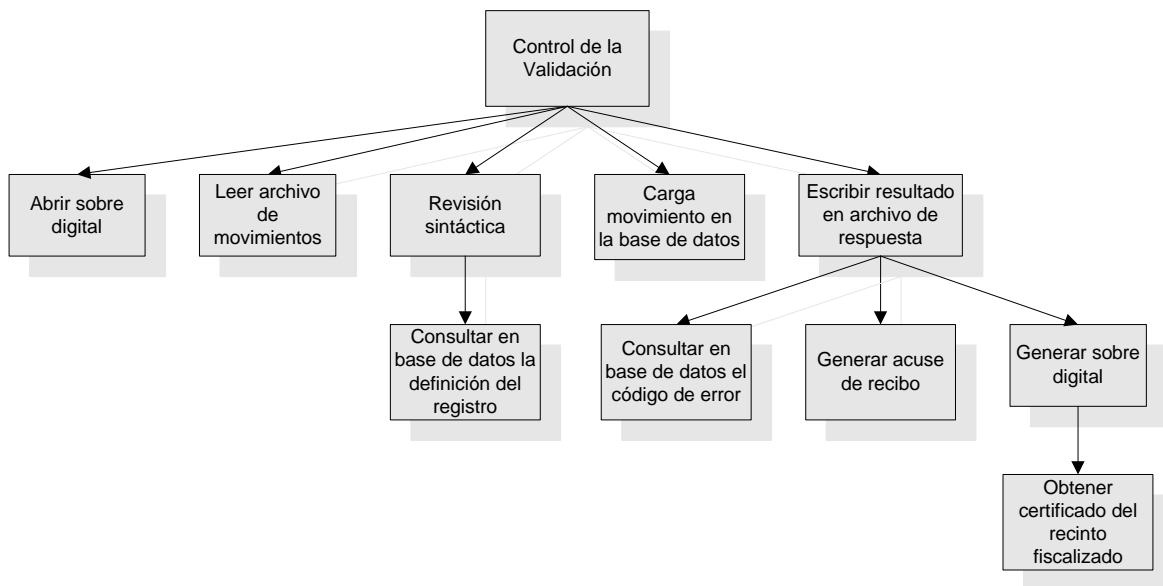 Control de la
Validación
Abrir sobre
digital
Leer archivo
de
movimientos
Revisión
sintáctica
Carga
movimiento en
la base de datos
Escribir resultado
en archivo de
respuesta
Consultar en
base de datos la
definición del
registro
Consultar en
base de datos el
código de error
Generar acuse
de recibo
Generar sobre
digital
Obtener
certificado del
recinto
fiscalizado